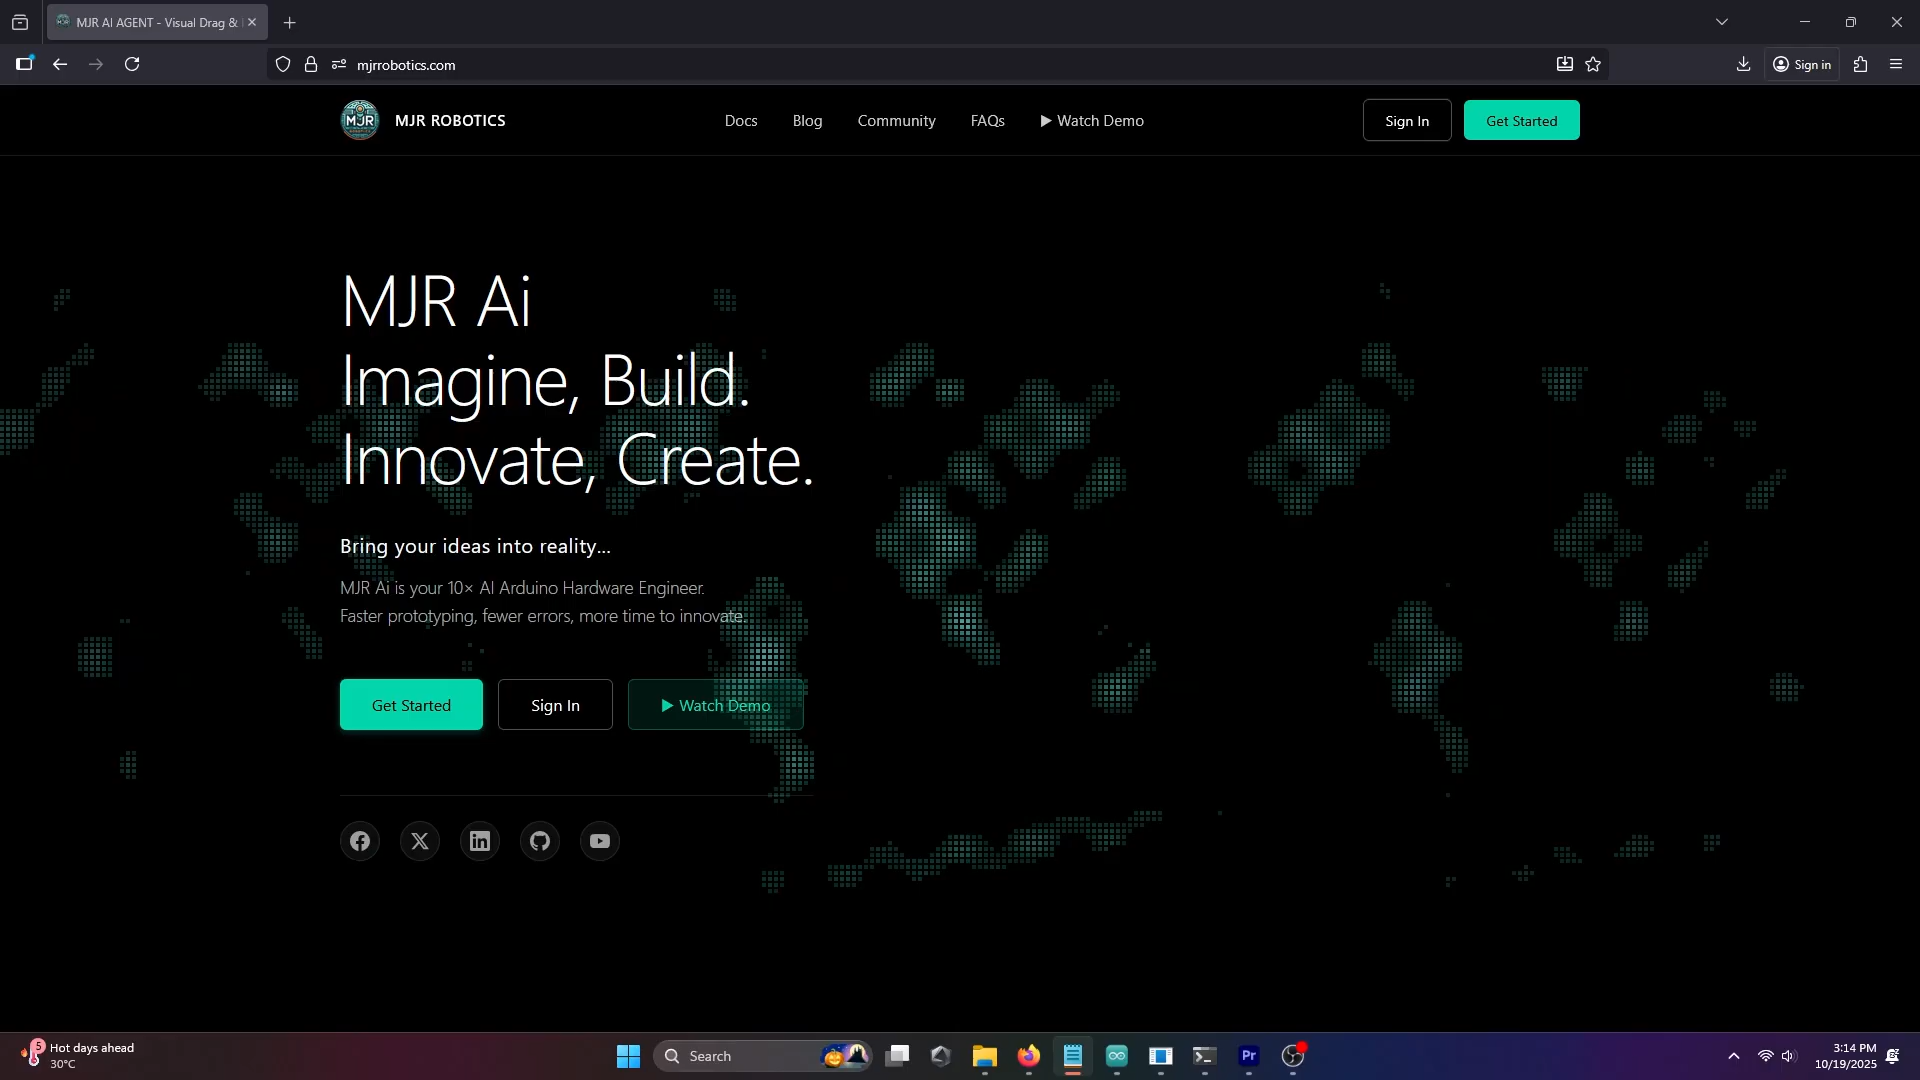 MJR AI AGENT - Visual Drag &
mjrrobotics.com
Sign in
MJR
MJR ROBOTICS
Docs
Blog
Community
FAQs
▶ Watch Demo
Sign In
Get Started
MJR Ai
Imagine, Build.
Innovate, Create.
Bring your ideas into reality...
MJR Ai is your 10× AI Arduino Hardware Engineer.
Faster prototyping, fewer errors, more time to innovate.
Get Started
Sign In
▶ Watch Demo
5
Hot days ahead
30°C
Search
Pr
3:14 PM
10/19/2025